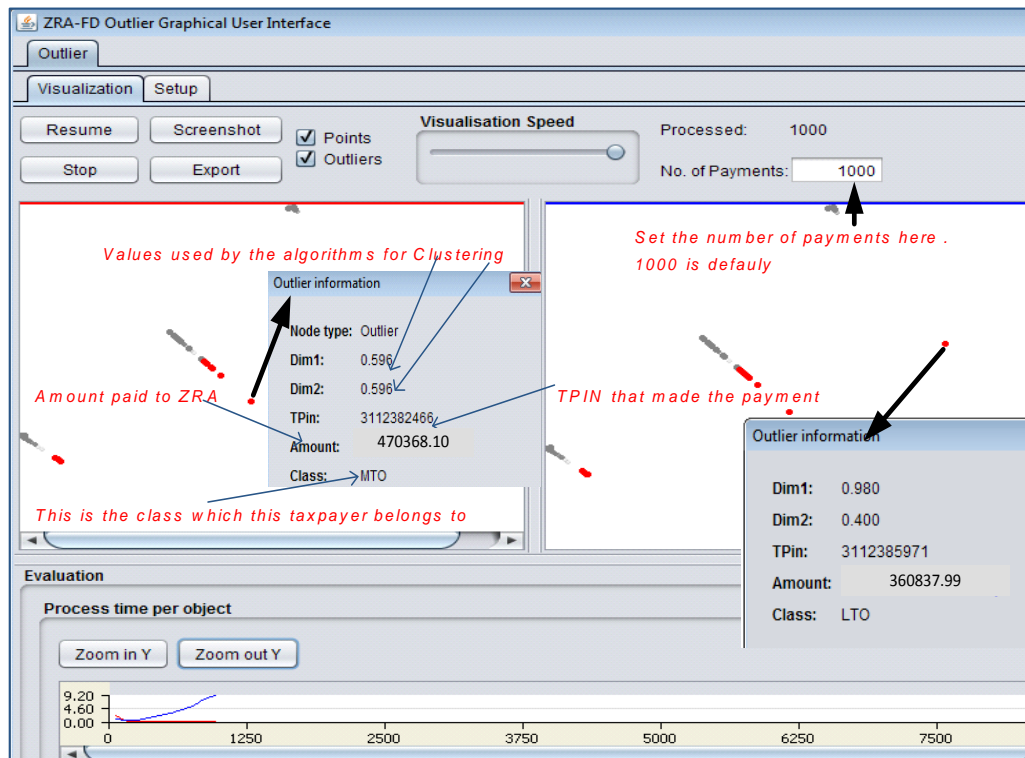 ZRA-FD Outlier Graphical User Interface
Outlier
Visualization Setup
Resume Screenshot
Points
Outliers
Stop Export
Visualisation Speed
Processed: 1000
No. of Payments: 1000
Values used by the algorithms for Clustering
Set the number of payments here .
1000 is defauly
Outlier information
Node type: Outlier
Dim1: 0.596
Dim2: 0.596
TPin: 3112382466
Amount: 470368.10
Class: MTO
Amount paid to ZRA
TPIN that made the payment
This is the class which this taxpayer belongs to
Outlier information
Dim1: 0.980
Dim2: 0.400
TPin: 3112385971
Amount: 360837.99
Class: LTO
Evaluation
Process time per object
Zoom in Y Zoom out Y
9.20
4.60
0.00
0 1250 2500 3750 5000 6250 7500